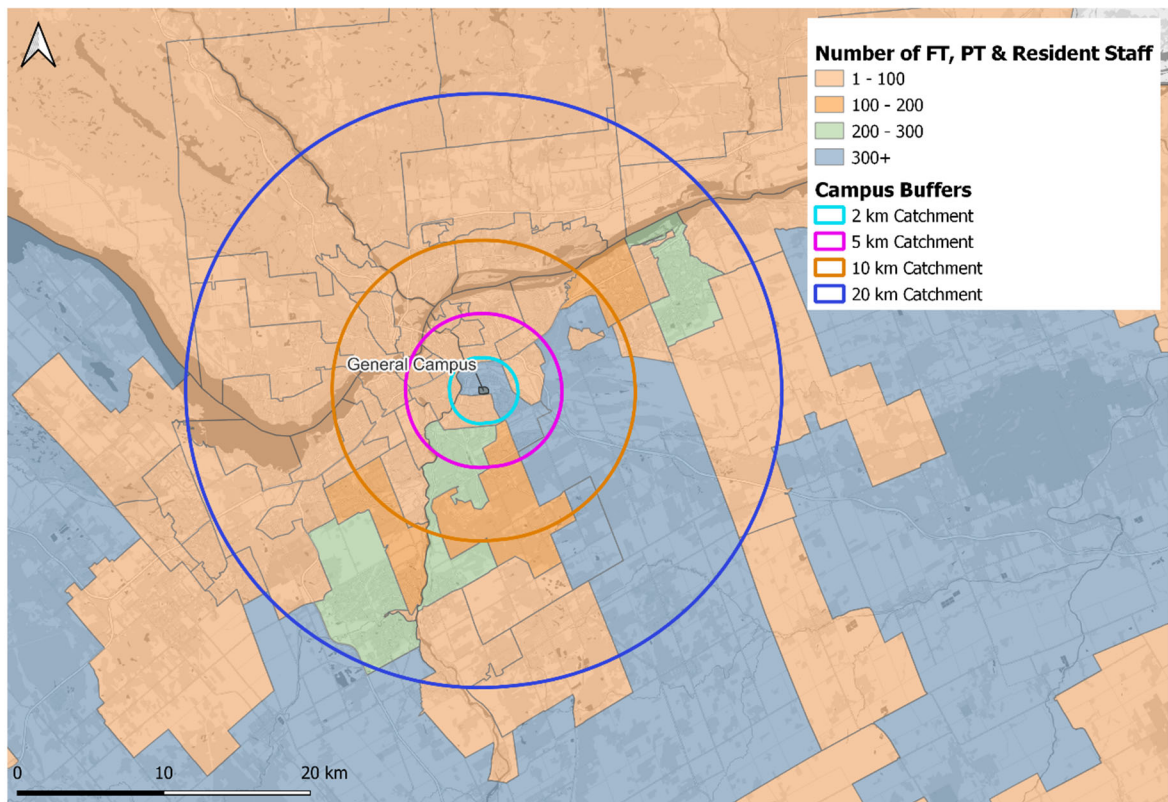 Number of FT, PT & Resident Staff
1 - 100
100 - 200
200 - 300
300+
Campus Buffers
2 km Catchment
5 km Catchment
10 km Catchment
20 km Catchment
General Campus
0 10 20 km